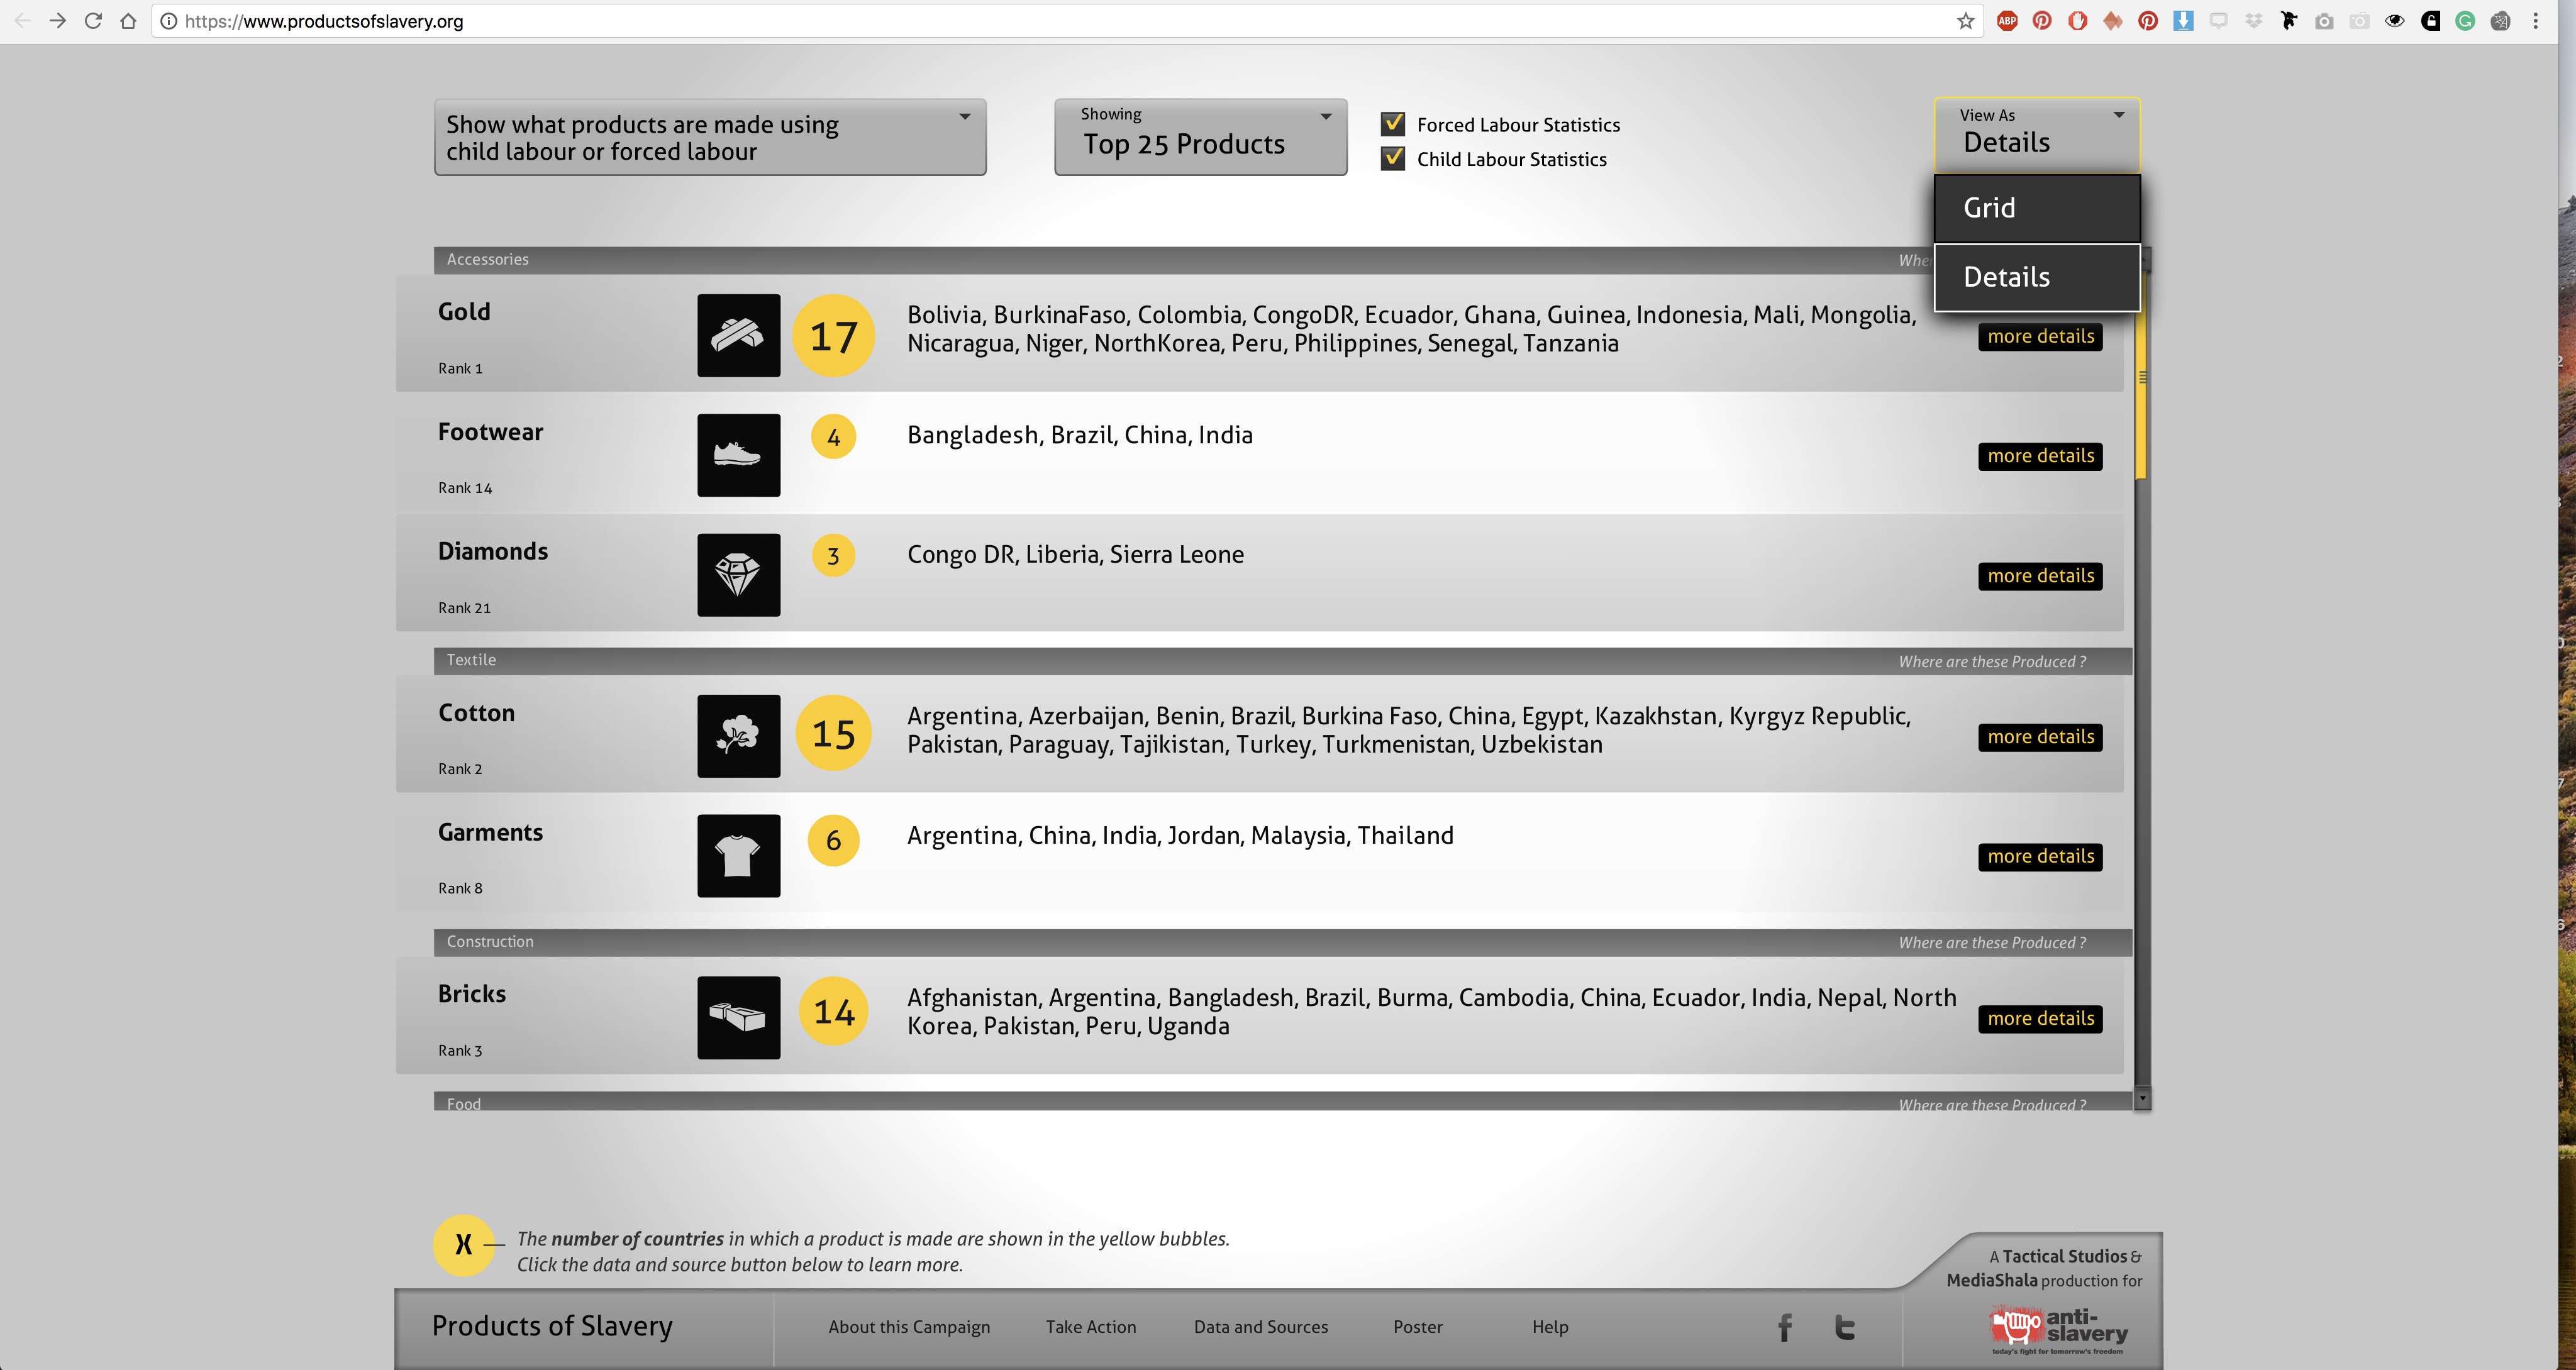 https://www.productsofslavery.org
ABP
Show what products are made using
child labour or forced labour
Showing
Top 25 Products
Forced Labour Statistics
Child Labour Statistics
View As
Details
Grid
Details
Accessories
Gold
Rank 1
17
Bolivia, BurkinaFaso, Colombia, CongoDR, Ecuador, Ghana, Guinea, Indonesia, Mali, Mongolia,
Nicaragua, Niger, NorthKorea, Peru, Philippines, Senegal, Tanzania
more details
Footwear
Rank 14
4
Bangladesh, Brazil, China, India
more details
Diamonds
Rank 21
3
Congo DR, Liberia, Sierra Leone
more details
Textile
Where are these Produced ?
Cotton
Rank 2
15
Argentina, Azerbaijan, Benin, Brazil, Burkina Faso, China, Egypt, Kazakhstan, Kyrgyz Republic,
Pakistan, Paraguay, Tajikistan, Turkey, Turkmenistan, Uzbekistan
more details
Garments
Rank 8
6
Argentina, China, India, Jordan, Malaysia, Thailand
more details
Construction
Where are these Produced ?
Bricks
Rank 3
14
Afghanistan, Argentina, Bangladesh, Brazil, Burma, Cambodia, China, Ecuador, India, Nepal, North
Korea, Pakistan, Peru, Uganda
more details
Food
Where are these Produced ?
X
The number of countries in which a product is made are shown in the yellow bubbles.
Click the data and source button below to learn more.
A Tactical Studios &
MediaShala production for
Products of Slavery
About this Campaign
Take Action
Data and Sources
Poster
Help
anti-
slavery
today's fight for tomorrow's freedom